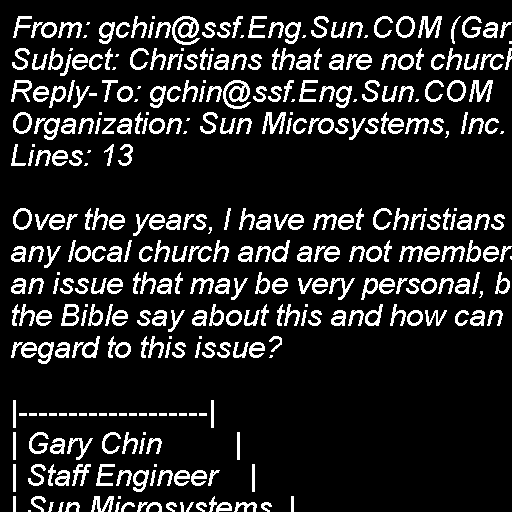 From: gchin@ssf.Eng.Sun.COM (Gary
Subject: Christians that are not church
Reply-To: gchin@ssf.Eng.Sun.COM
Organization: Sun Microsystems, Inc.
Lines: 13

Over the years, I have met Christians
any local church and are not members
an issue that may be very personal, b
the Bible say about this and how can
regard to this issue?

|-------------------|
| Gary Chin |
| Staff Engineer |
| Sun Microsystems |